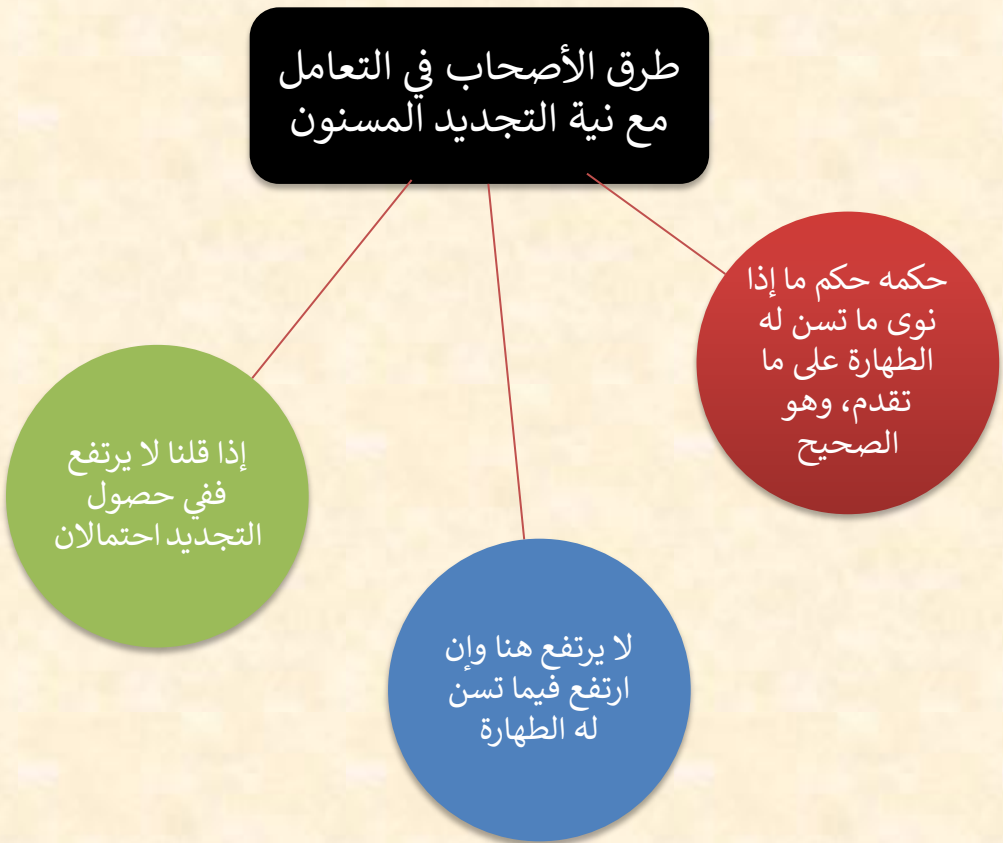 طرق الأصحاب في التعامل
مع نية التجديد المسنون
حكمه حكم ما إذا
نوى ما تسن له
الطهارة على ما
تقدم، وهو
الصحيح
لا يرتفع هنا وإن
ارتفع فيما تسن
له الطهارة
إذا قلنا لا يرتفع
ففي حصول
التجديد احتمالان